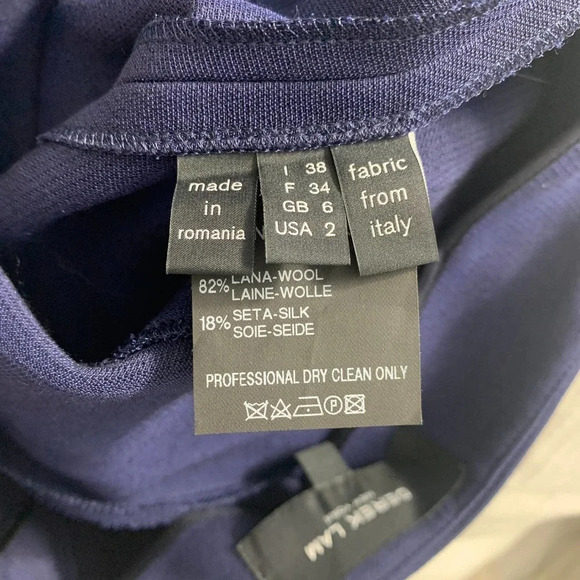 made
in
romania
I 38
F 34
GB 6
USA 2
fabric
from
italy
82% LANA-WOOL
LAINE-WOLLE
18% SETA-SILK
SOIE-SEIDE
PROFESSIONAL DRY CLEAN ONLY
P
DEREK LAM